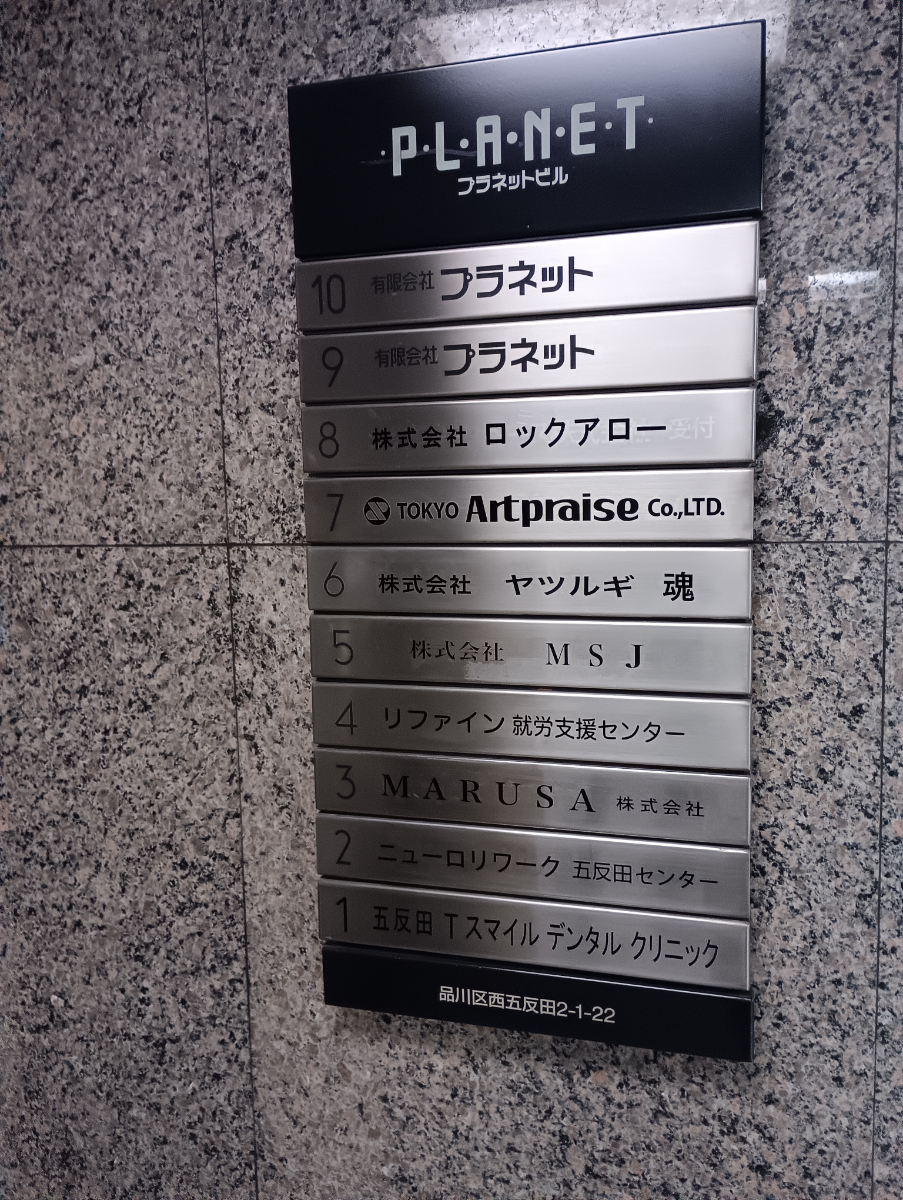 ·P·L·A·N·E·T·
プラネットビル
10 有限会社 プラネット
9 有限会社 プラネット
8 株式会社 ロックアロー 受付
7 TOKYO Artpraise Co.,LTD.
6 株式会社 ヤツルギ 魂
5 株式会社 MSJ
4 リファイン 就労支援センター
3 MARUSA 株式会社
2 ニューロリワーク 五反田センター
1 五反田 Tスマイル デンタル クリニック
品川区西五反田2-1-22